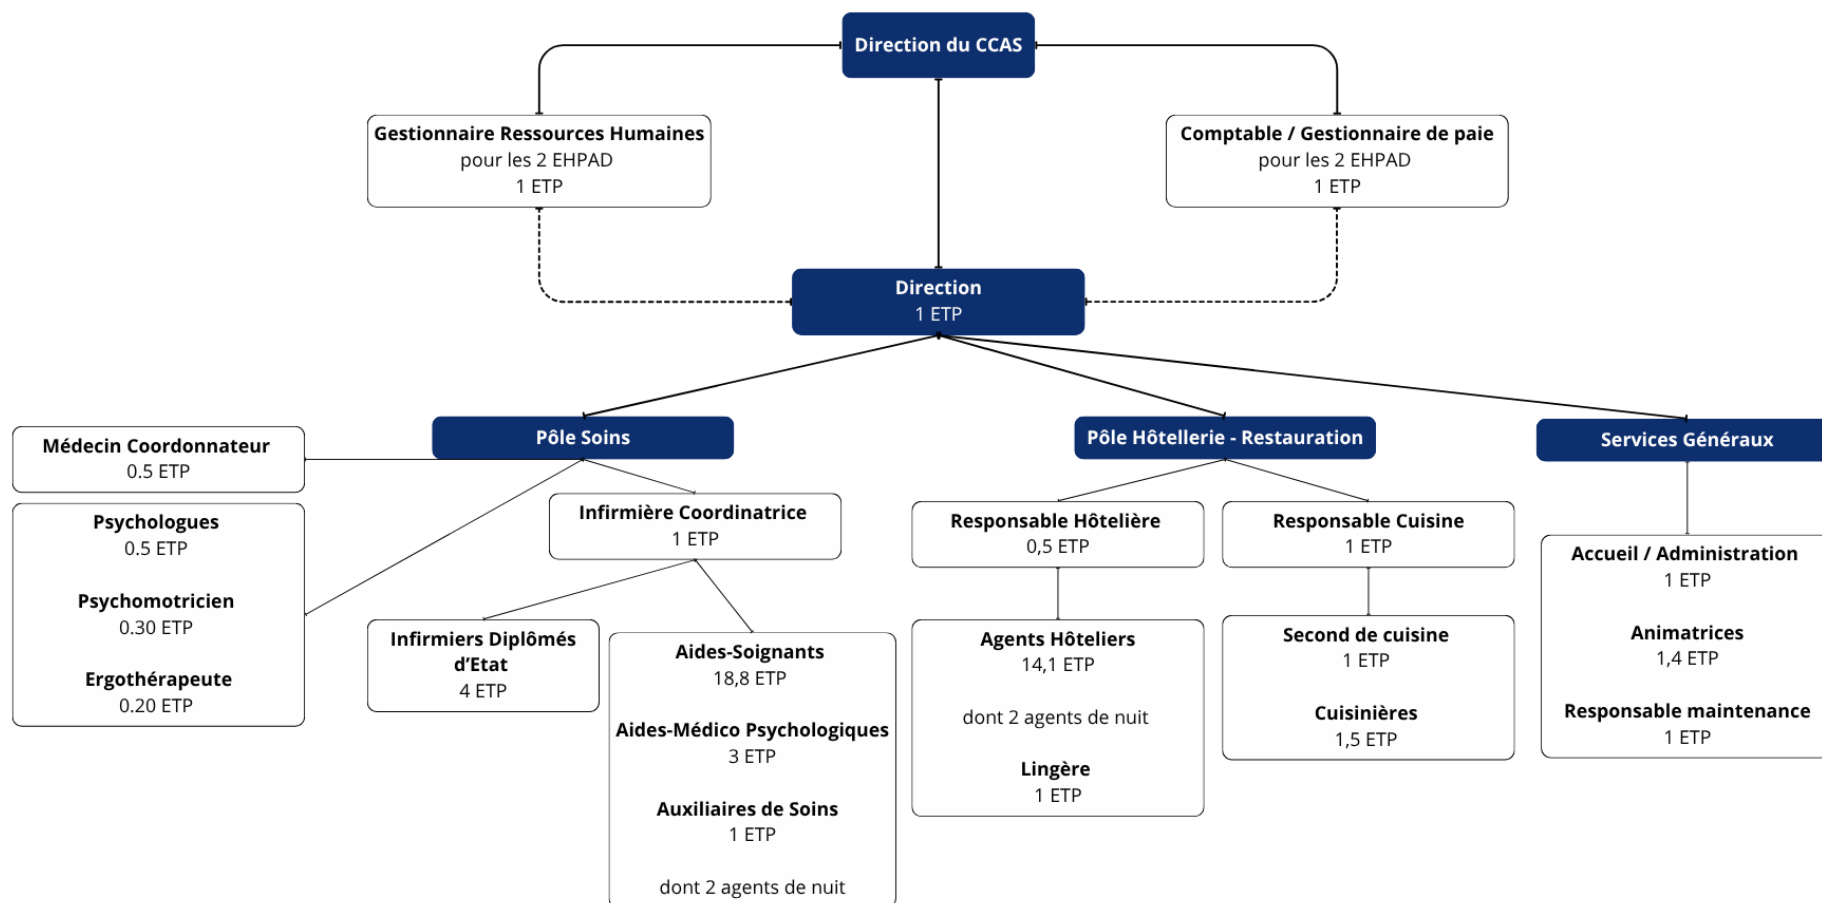 Direction du CCAS
Gestionnaire Ressources Humaines
pour les 2 EHPAD
1 ETP
Comptable / Gestionnaire de paie
pour les 2 EHPAD
1 ETP
Direction
1 ETP
Pôle Soins
Médecin Coordonnateur
0.5 ETP
Psychologues
0.5 ETP
Psychomotricien
0.30 ETP
Ergothérapeute
0.20 ETP
Infirmière Coordinatrice
1 ETP
Infirmiers Diplômés
d’Etat
4 ETP
Aides-Soignants
18,8 ETP
Aides-Médico Psychologiques
3 ETP
Auxiliaires de Soins
1 ETP
dont 2 agents de nuit
Pôle Hôtellerie - Restauration
Responsable Hôtelière
0,5 ETP
Agents Hôteliers
14,1 ETP
dont 2 agents de nuit
Lingère
1 ETP
Responsable Cuisine
1 ETP
Second de cuisine
1 ETP
Cuisinières
1,5 ETP
Services Généraux
Accueil / Administration
1 ETP
Animatrices
1,4 ETP
Responsable maintenance
1 ETP